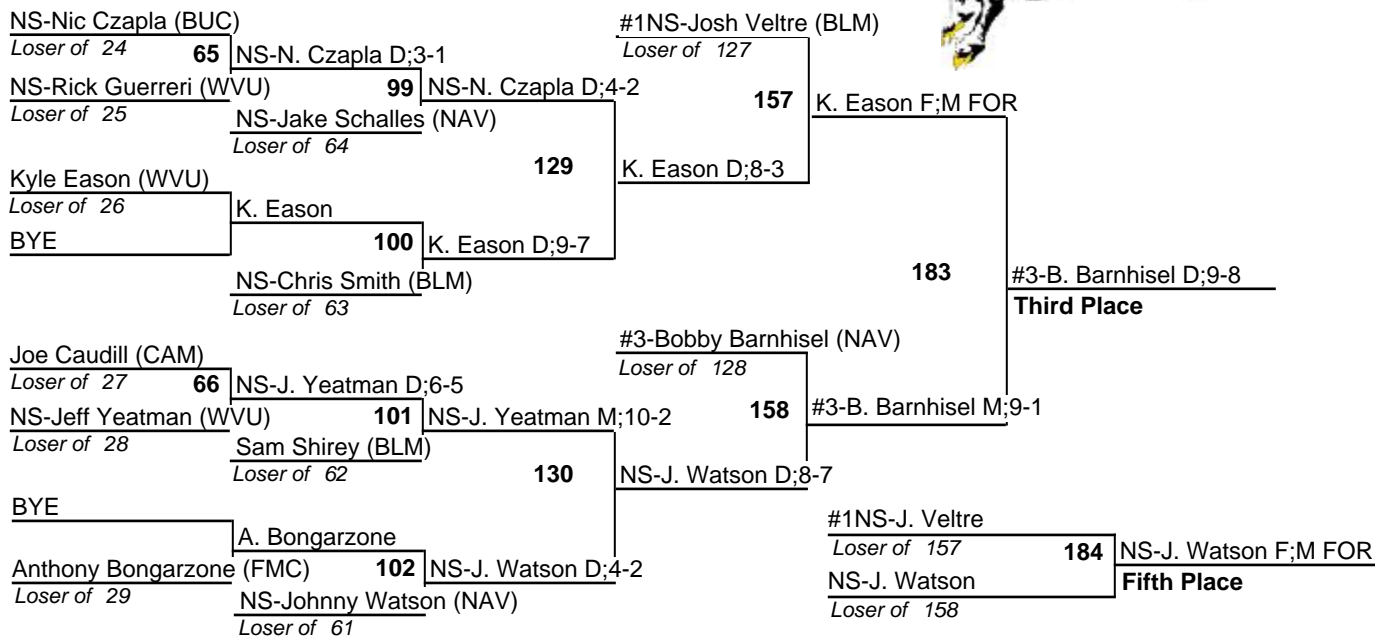 NS-Nic Czapla (BUC)
Loser of 24
65
NS-N. Czapla D;3-1
NS-Rick Guerreri (WVU)
Loser of 25
99
NS-N. Czapla D;4-2
NS-Jake Schalles (NAV)
Loser of 64
Kyle Eason (WVU)
Loser of 26
K. Eason
BYE
100
K. Eason D;9-7
NS-Chris Smith (BLM)
Loser of 63
129
K. Eason D;8-3
#1NS-Josh Veltre (BLM)
Loser of 127
157
K. Eason F;M FOR
183
#3-B. Barnhisel D;9-8
Third Place
Joe Caudill (CAM)
Loser of 27
66
NS-J. Yeatman D;6-5
NS-Jeff Yeatman (WVU)
Loser of 28
101
NS-J. Yeatman M;10-2
Sam Shirey (BLM)
Loser of 62
BYE
A. Bongarzone
Anthony Bongarzone (FMC)
Loser of 29
102
NS-J. Watson D;4-2
NS-Johnny Watson (NAV)
Loser of 61
130
NS-J. Watson D;8-7
#3-Bobby Barnhisel (NAV)
Loser of 128
158
#3-B. Barnhisel M;9-1
#1NS-J. Veltre
Loser of 157
184
NS-J. Watson F;M FOR
NS-J. Watson
Fifth Place
Loser of 158